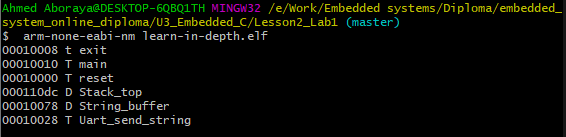 Ahmed Aboraya@DESKTOP-6QBQ1TH MINGW32 /e/Work/Embedded systems/Diploma/embedded_
system_online_diploma/U3_Embedded_C/Lesson2_Lab1 (master)
$ arm-none-eabi-nm learn-in-depth.elf
00010008 t exit
00010010 T main
00010000 t reset
000110dc D Stack_top
00010078 D String_buffer
00010028 T Uart_send_string